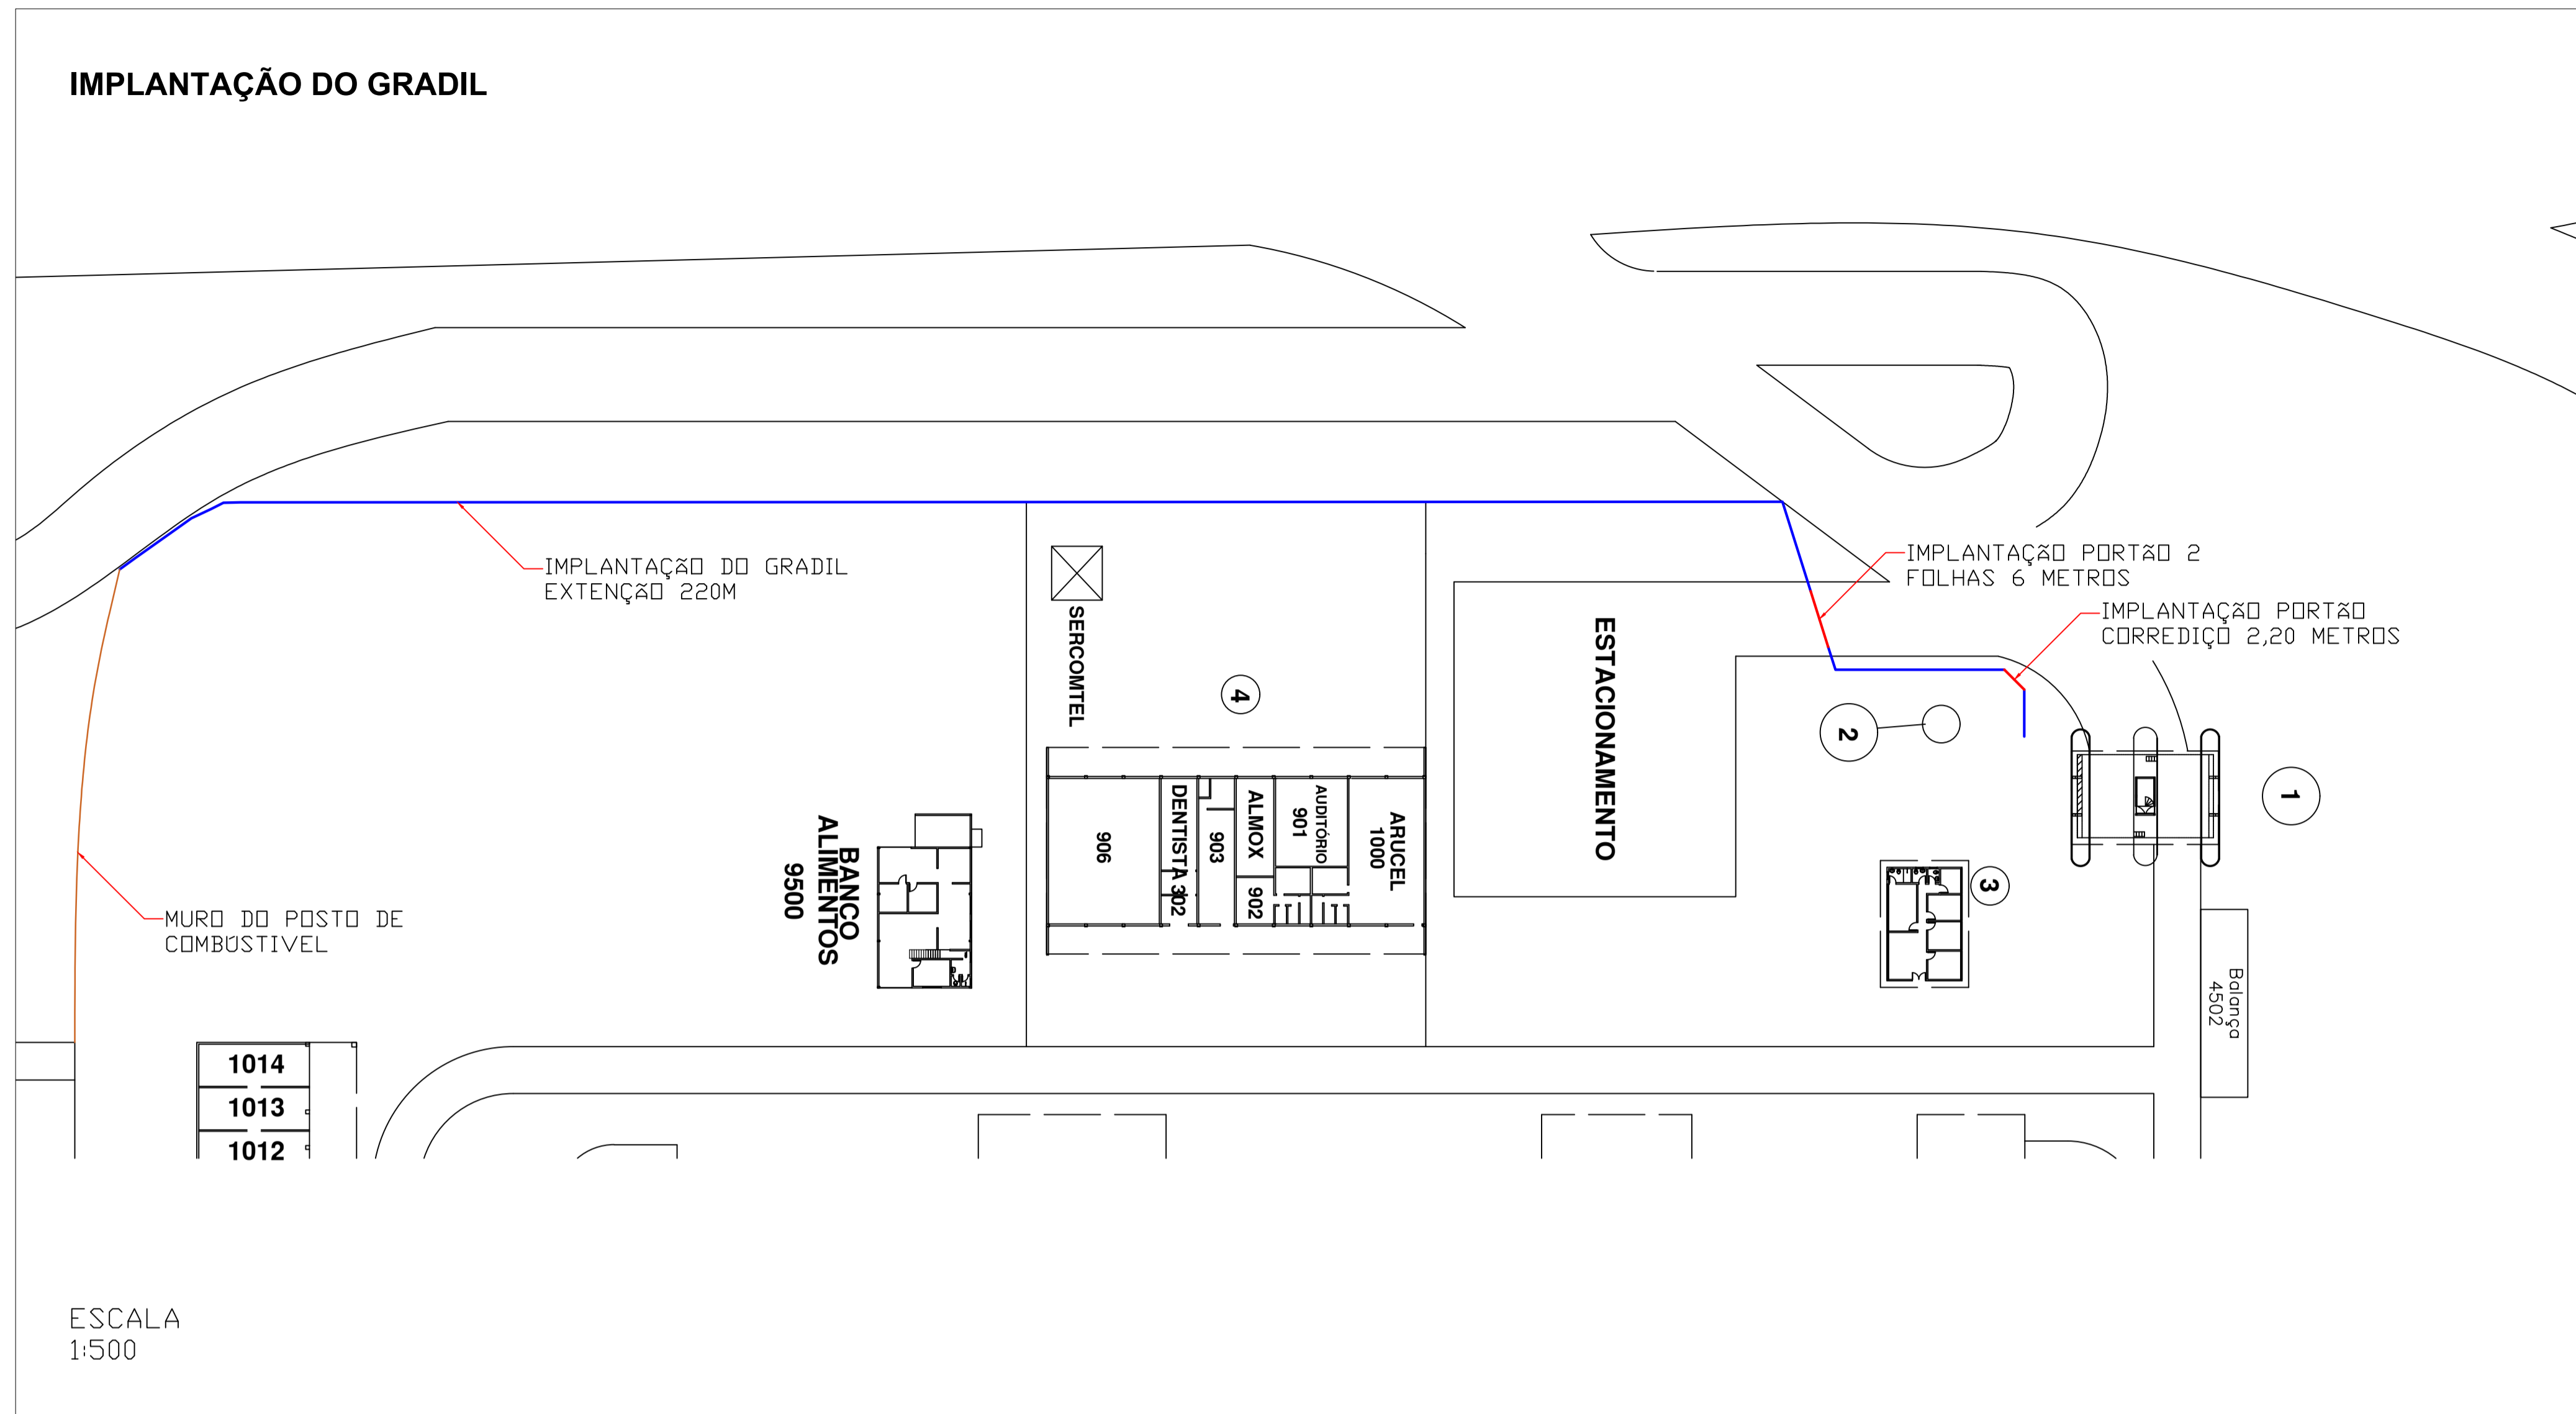 IMPLANTAÇÃO DO GRADIL
IMPLANTAÇÃO DO GRADIL
EXTENÇÃO 220M
IMPLANTAÇÃO PORTÃO 2
FOLHAS 6 METROS
IMPLANTAÇÃO PORTÃO
CORREDIÇO 2,20 METROS
SERCOMTEL
4
ESTACIONAMENTO
2
1
3
BANCO
ALIMENTOS
9500
906
DENTISTA 302
903
ALMOX
902
AUDITÓRIO
901
ARUCEL
1000
MURO DO POSTO DE
COMBÚSTIVEL
Balança
4502
1014
1013
1012
ESCALA
1:500